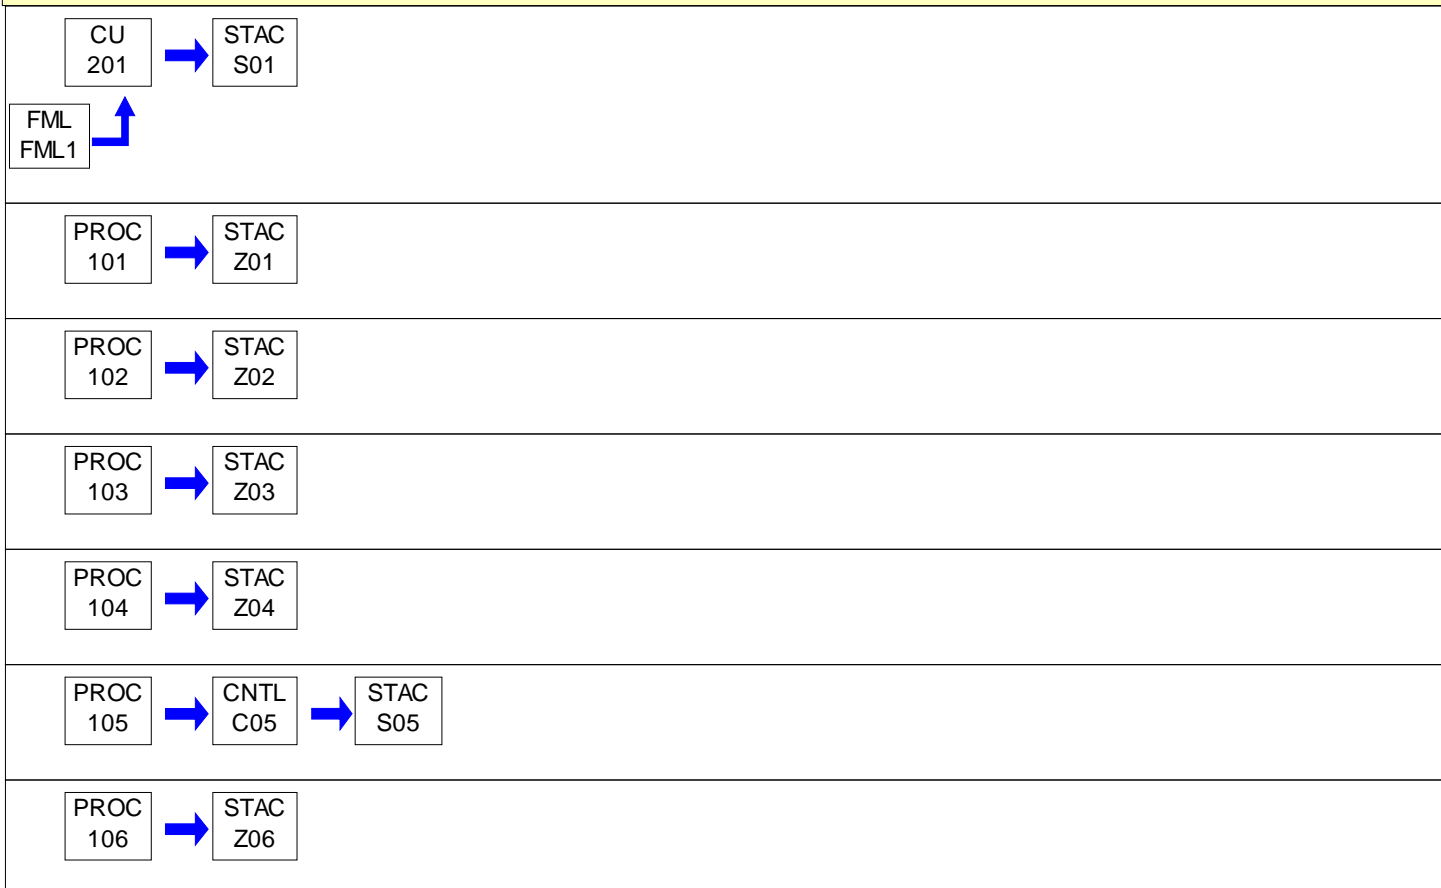 CU
201
STAC
S01
FML
FML1
PROC
101
STAC
Z01
PROC
102
STAC
Z02
PROC
103
STAC
Z03
PROC
104
STAC
Z04
PROC
105
CNTL
C05
STAC
S05
PROC
106
STAC
Z06